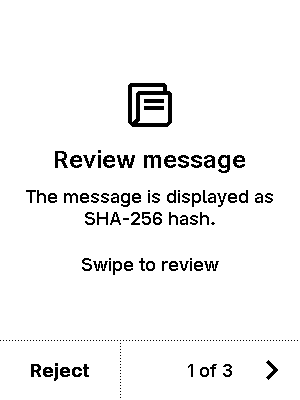 Review message
The message is displayed as
SHA-256 hash.
Swipe to review
Reject
1 of 3